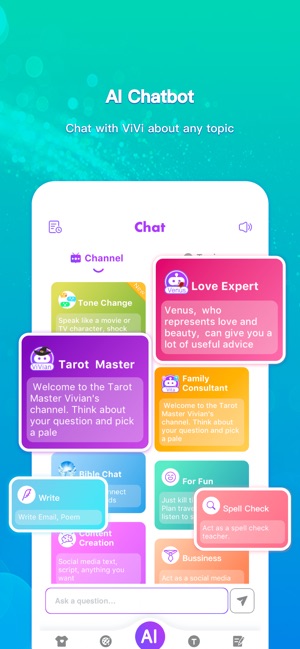 AI Chatbot
Chat with ViVi about any topic
Chat
Channel
Tone Change
Speak like a movie or
TV character, shock
Venus
Love Expert
Venus, who
represents love and
beauty, can give you a
lot of useful advice
ViVian
Tarot Master
Welcome to the Tarot
Master Vivian's
channel. Think about
your question and pick
a pale
Family
Consultant
Welcome to the Tarot
Master Vivian's
channel. Think about
your question and
pick a pale
Bible Chat
For Fun
Just kill
Plan trave
listen to s
Write
Write Email, Poem
Spell Check
Act as a spell check
teacher.
Content
Creation
Social media text,
script, anything you
word
Bussiness
Act as a social media
Ask a question...
AI
T